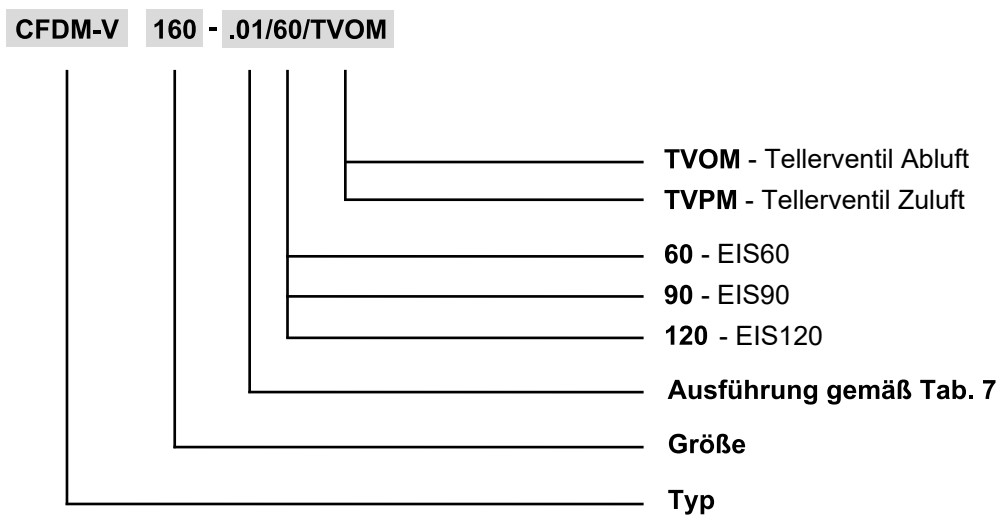 CFDM-V 160 - .01/60/TVOM
TVOM - Tellerventil Abluft
TVPM - Tellerventil Zuluft
60 - EIS60
90 - EIS90
120 - EIS120
Ausführung gemäß Tab. 7
Größe
Typ